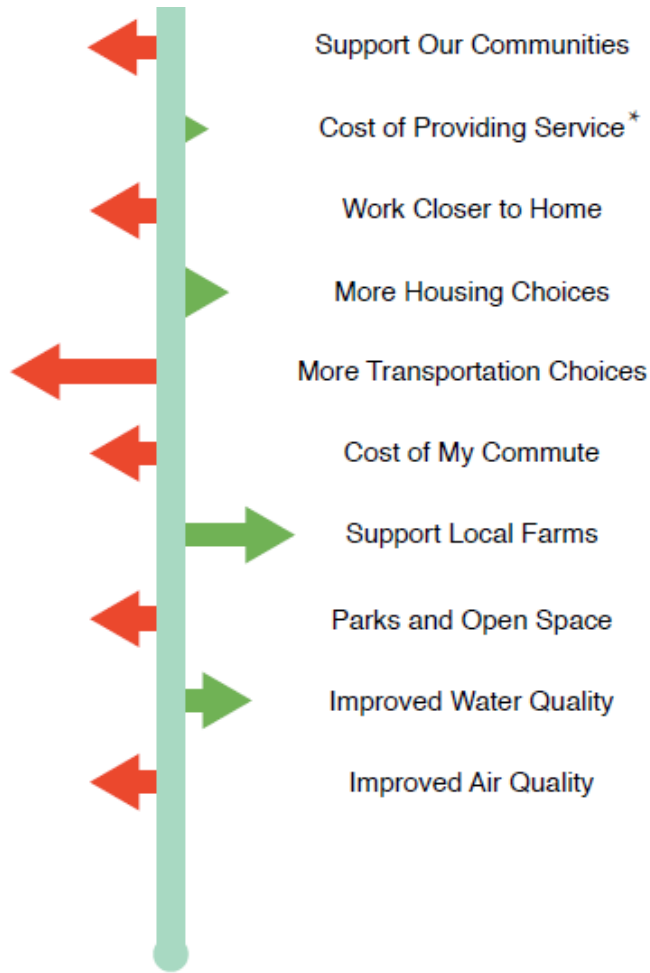 Support Our Communities
Cost of Providing Service*
Work Closer to Home
More Housing Choices
More Transportation Choices
Cost of My Commute
Support Local Farms
Parks and Open Space
Improved Water Quality
Improved Air Quality